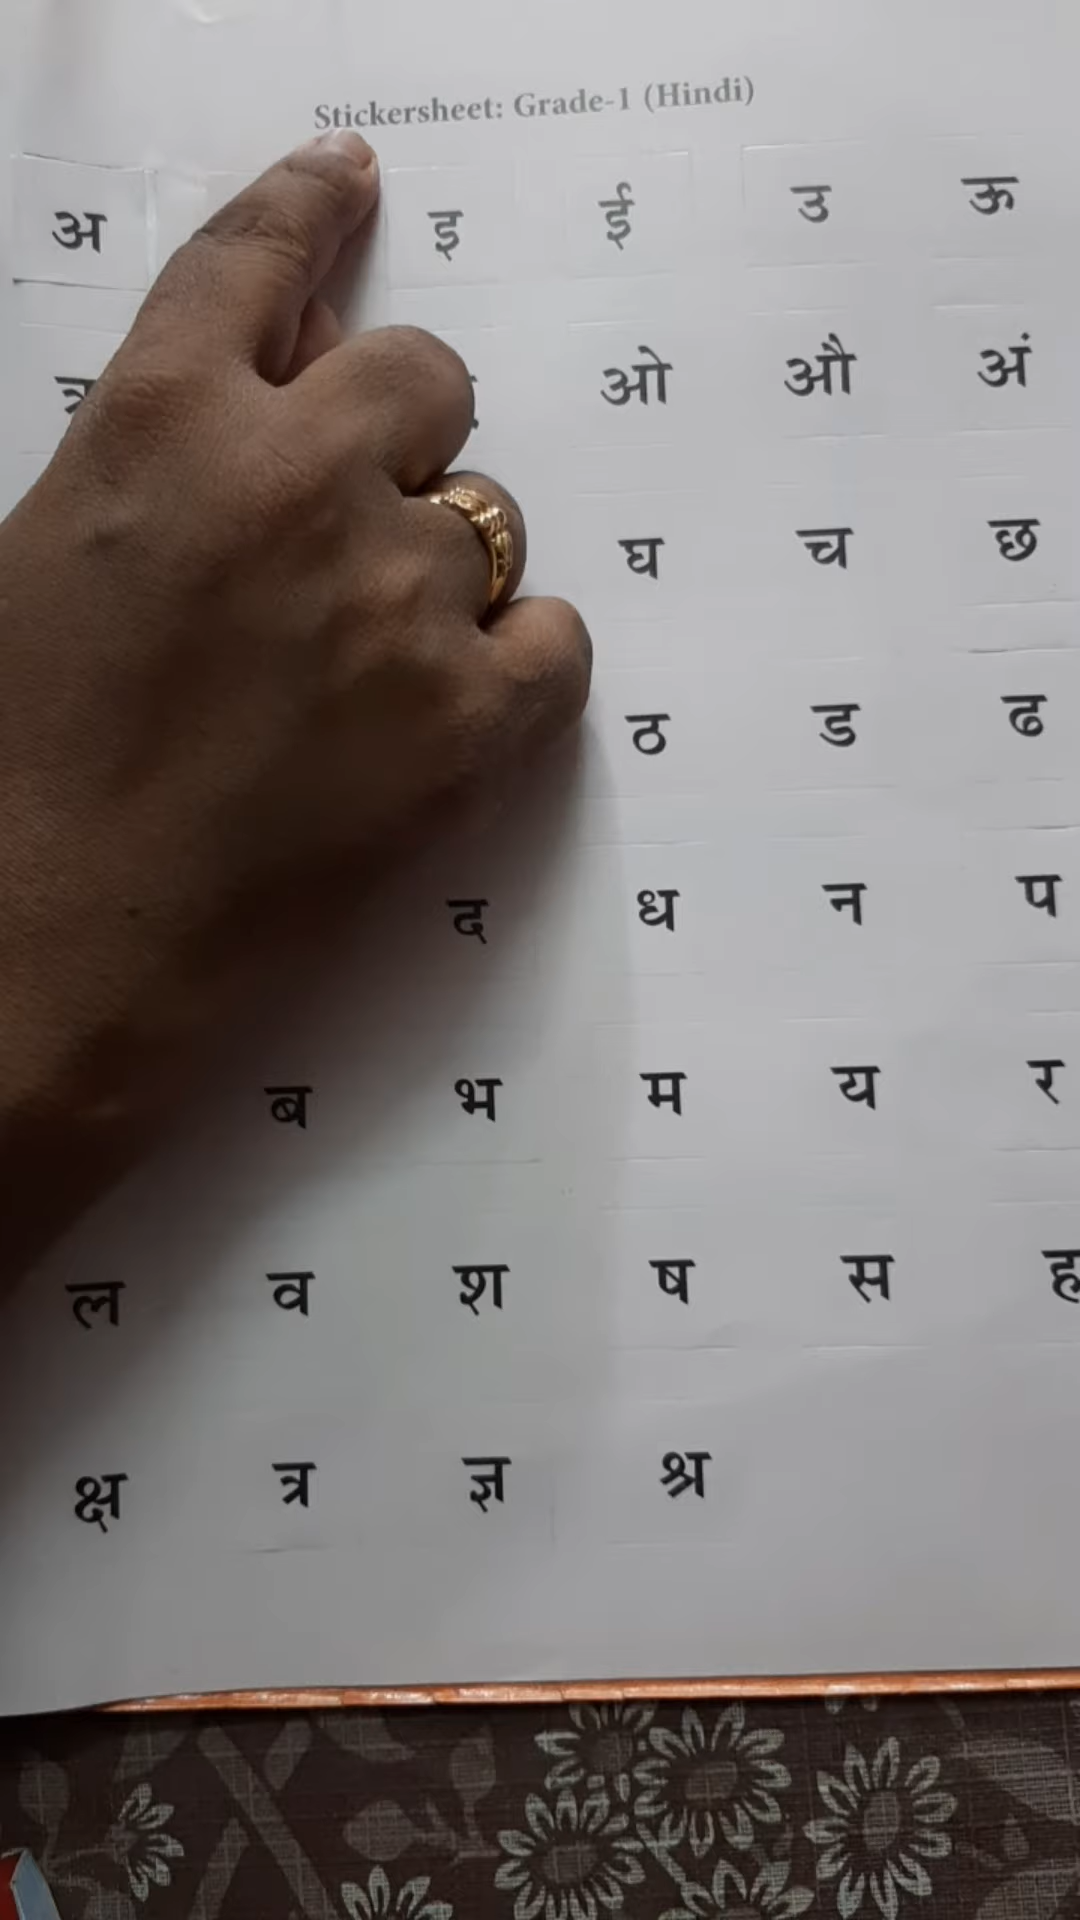 Stickersheet: Grade-1 (Hindi)
अ इ ई उ ऊ
ओ औ अं
घ च छ
ठ ड ढ
द ध न प
ब भ म य र
ल व श ष स ह
क्ष त्र ज्ञ श्र